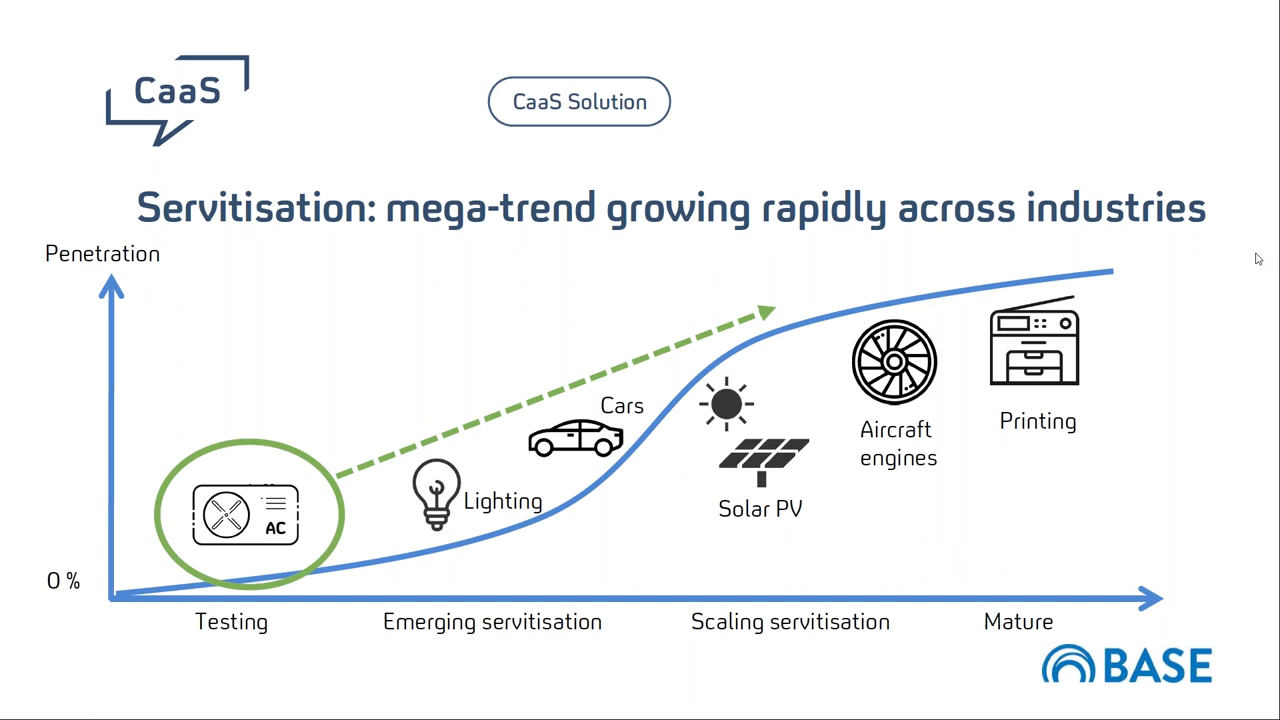 CaaS
CaaS Solution
Servitisation: mega-trend growing rapidly across industries
Penetration
Cars
Lighting
AC
Solar PV
Aircraft
engines
Printing
0 %
Testing
Emerging servitisation
Scaling servitisation
Mature
BASE